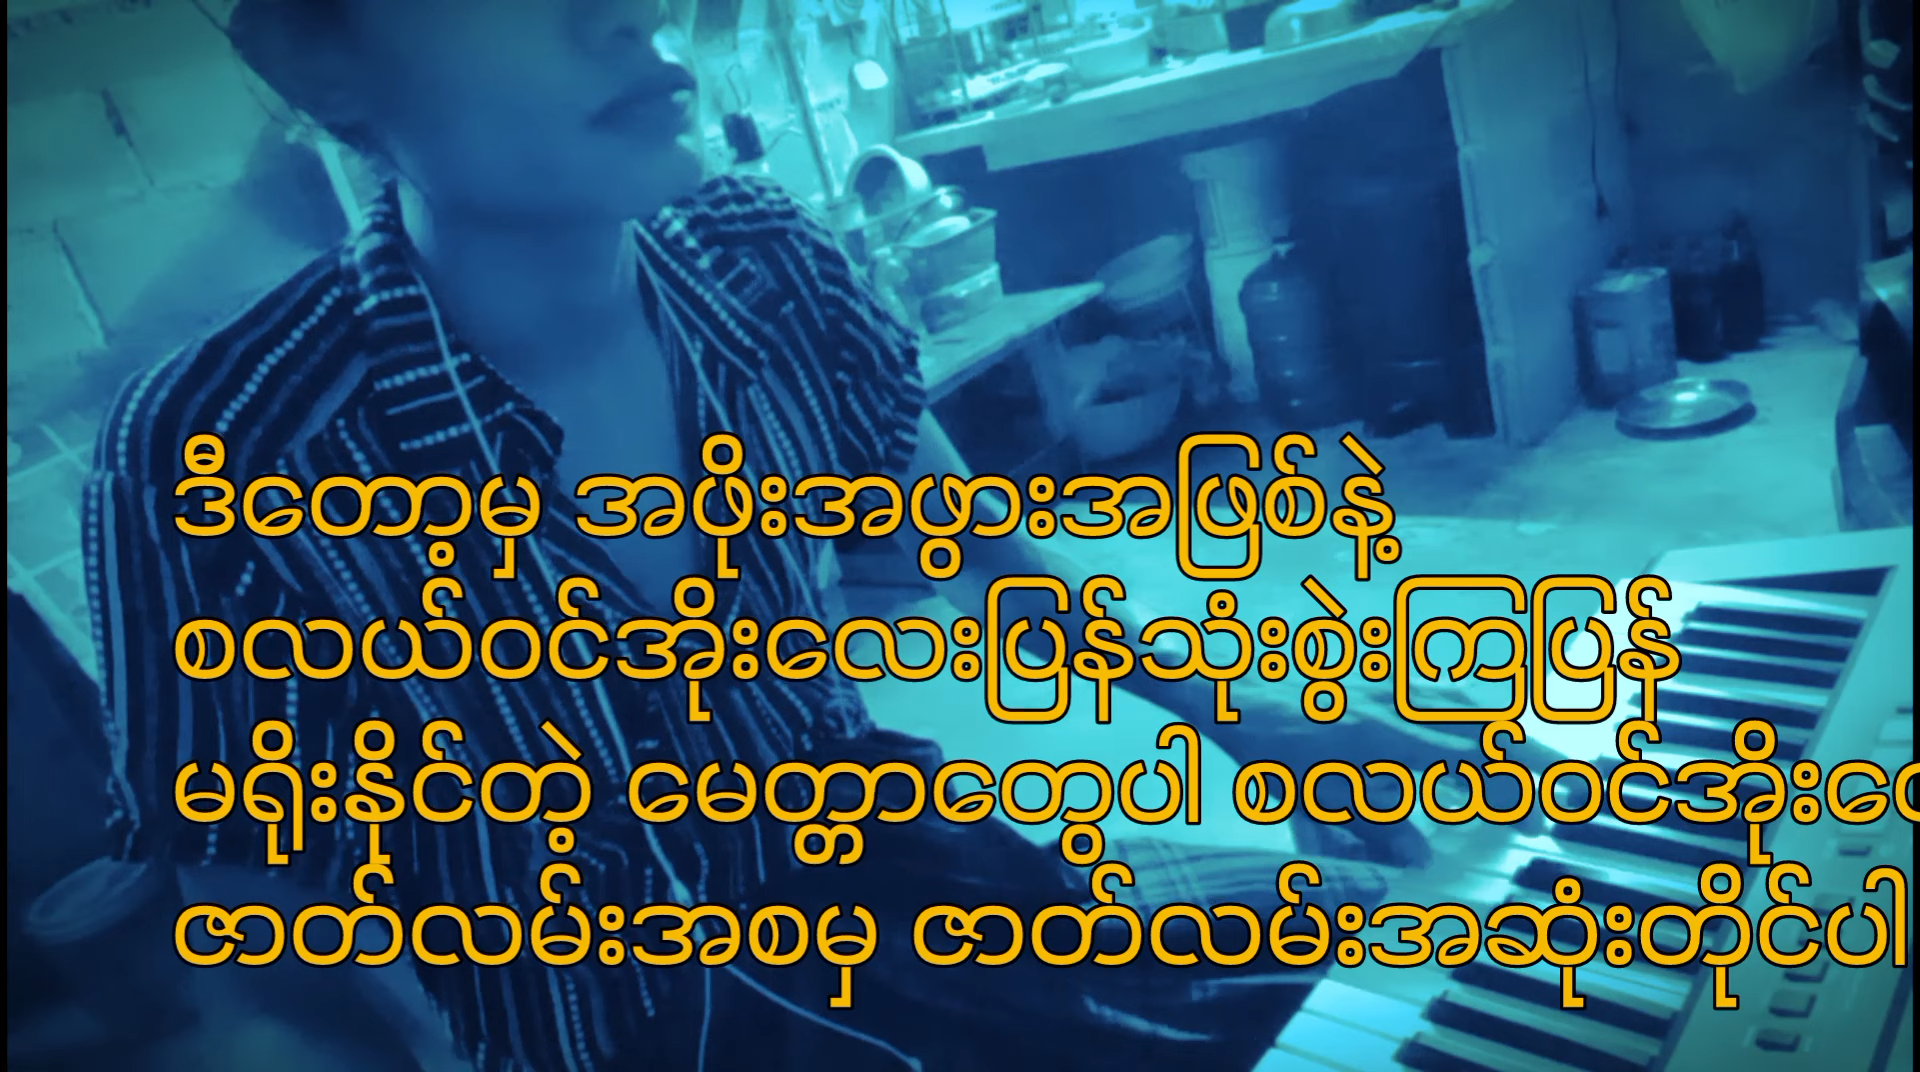 ဒီတော့မှ အဖိုးအဖွားအဖြစ်နဲ့
စလယ်ဝင်အိုးလေးပြန်သုံးစွဲကြပြန်
မရိုးနိုင်တဲ့ မေတ္တာတွေပါ စလယ်ဝင်အိုး
ဇာတ်လမ်းအစမှ ဇာတ်လမ်းအဆုံးတိုင်ပါ